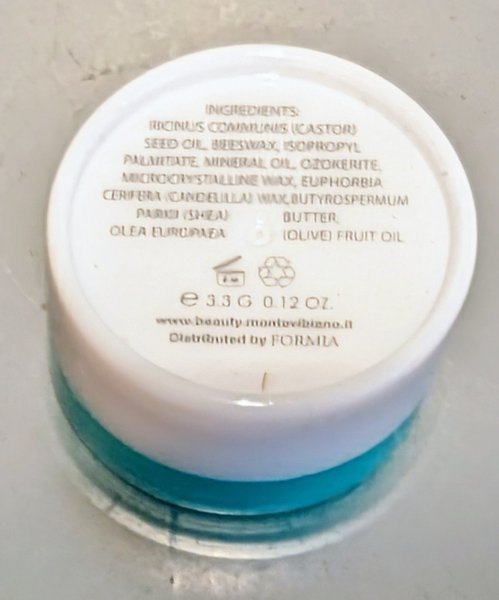 INGREDIENTS:
RICINUS COMMUNIS (CASTOR)
SEED OIL, BEESWAX, ISOPROPYL
PALMITATE, MINERAL OIL, OZOKERITE,
MICROCRYSTALLINE WAX, EUPHORBIA
CERIFERA (CANDELILLA) WAX, BUTYROSPERMUM
PARKII (SHEA) BUTTER,
OLEA EUROPAEA (OLIVE) FRUIT OIL
e 3.3 G 0.12 OZ.
www.beauty.montevibiano.it
Distributed by FORMIA